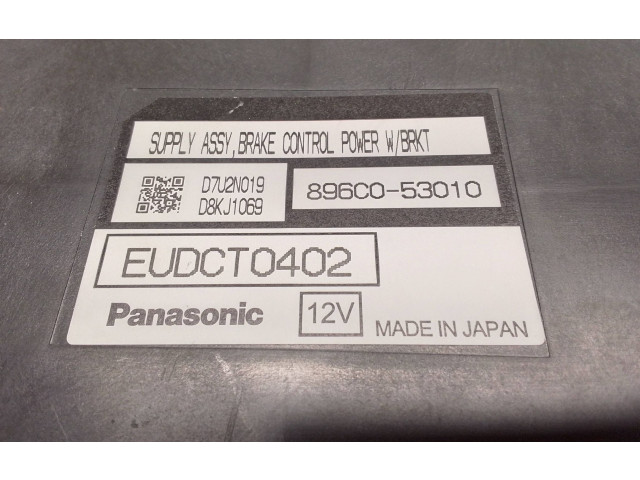 SUPPLY ASSY, BRAKE CONTROL POWER W/BRKT
D7U2N019
D8KJ1069
896C0-53010
EUDCT0402
Panasonic
12V
MADE IN JAPAN